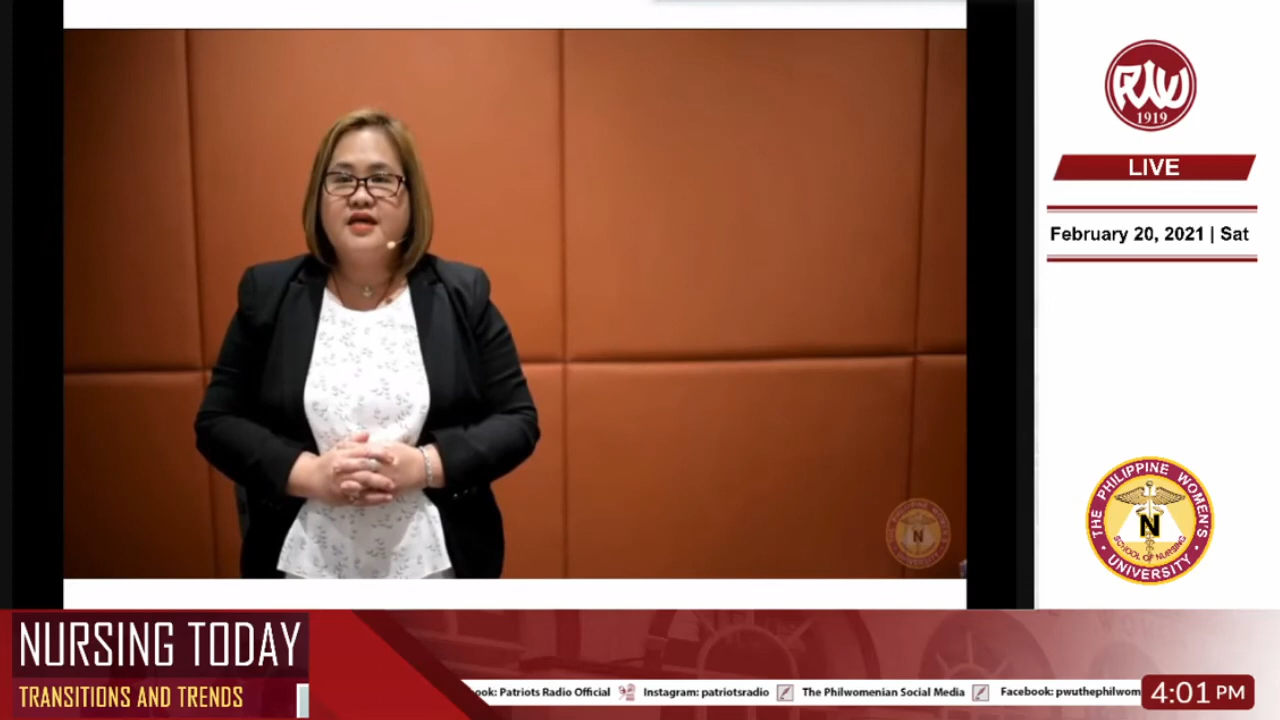 PWU
1919
LIVE
February 20, 2021 | Sat
THE PHILIPPINE WOMEN'S
UNIVERSITY
N
SCHOOL OF NURSING
NURSING TODAY
TRANSITIONS AND TRENDS
ook: Patriots Radio Official
Instagram: patriotsradio
The Philwomenian Social Media
Facebook: pwuthephilwom
4:01 PM